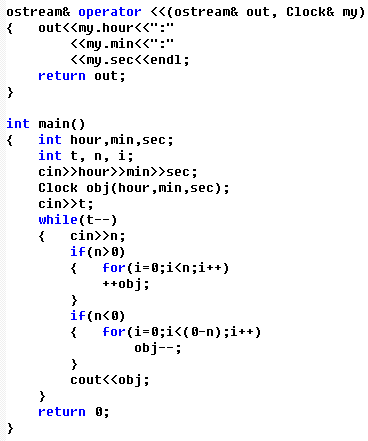 ostream& operator <<(ostream& out, Clock& my)
{   out<<my.hour<<":"
        <<my.min<<":"
        <<my.sec<<endl;
    return out;
}

int main()
{   int hour,min,sec;
    int t, n, i;
    cin>>hour>>min>>sec;
    Clock obj(hour,min,sec);
    cin>>t;
    while(t--)
    {   cin>>n;
        if(n>0)
        {   for(i=0;i<n;i++)
            ++obj;
        }
        if(n<0)
        {   for(i=0;i<(0-n);i++)
                obj--;
        }
        cout<<obj;
    }
    return 0;
}